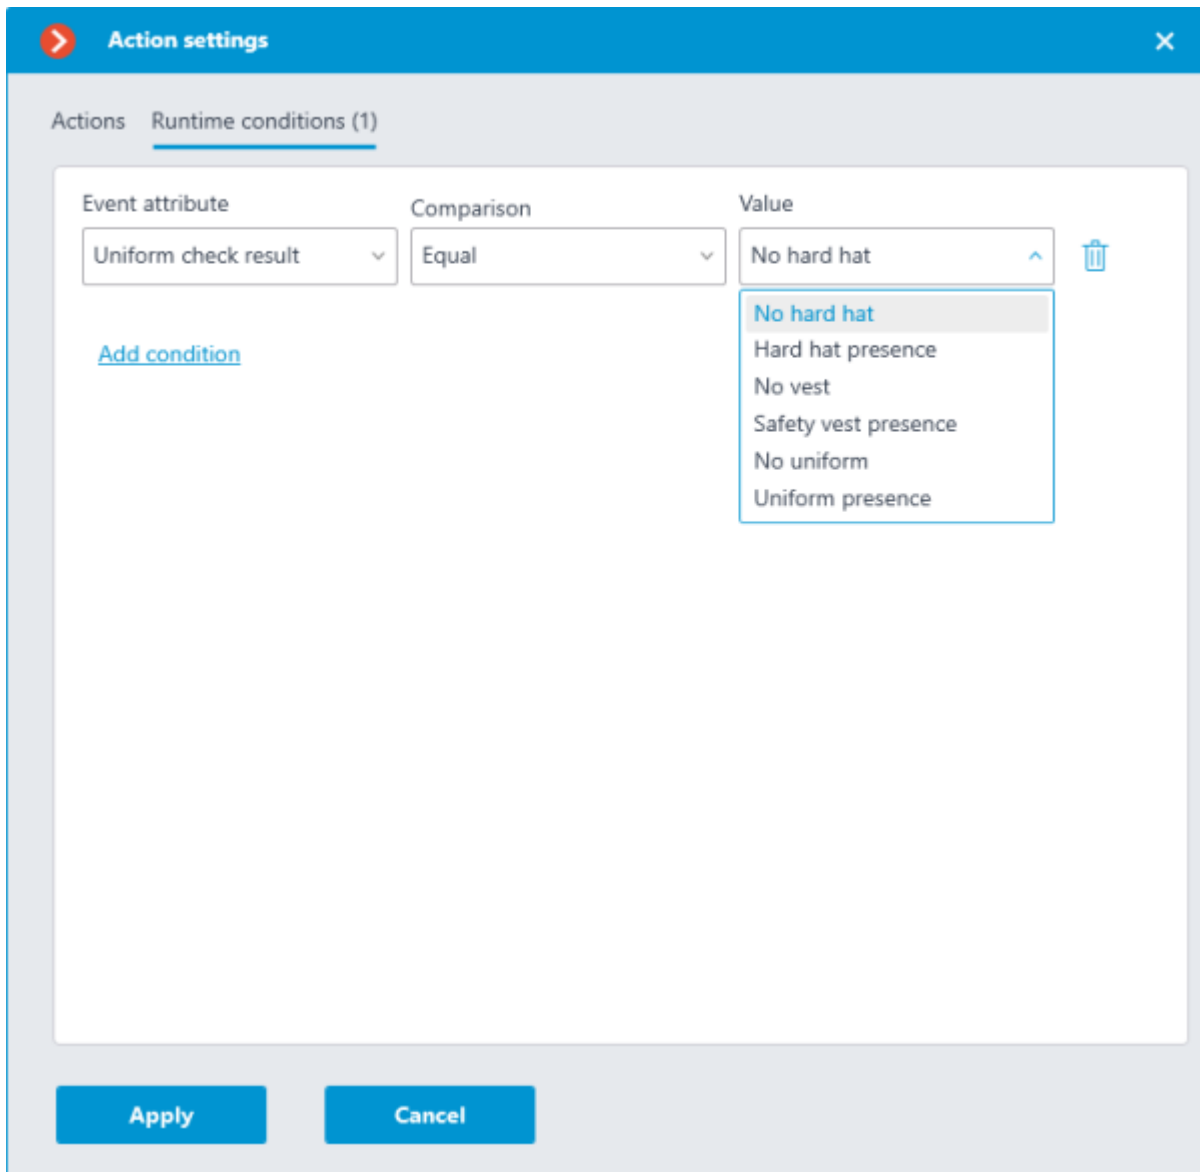 Action settings
Actions Runtime conditions (1)
Event attribute Comparison Value
Uniform check result Equal No hard hat
No hard hat
Add condition
Hard hat presence
No vest
Safety vest presence
No uniform
Uniform presence
Apply Cancel